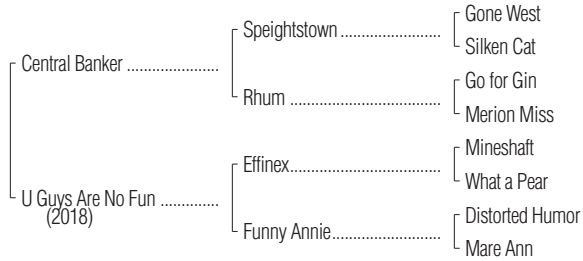 Gone West
Speightstown
Silken Cat
Central Banker
Go for Gin
Rhum
Merion Miss
Mineshaft
Effinex
What a Pear
U Guys Are No Fun
(2018)
Distorted Humor
Funny Annie
Mare Ann